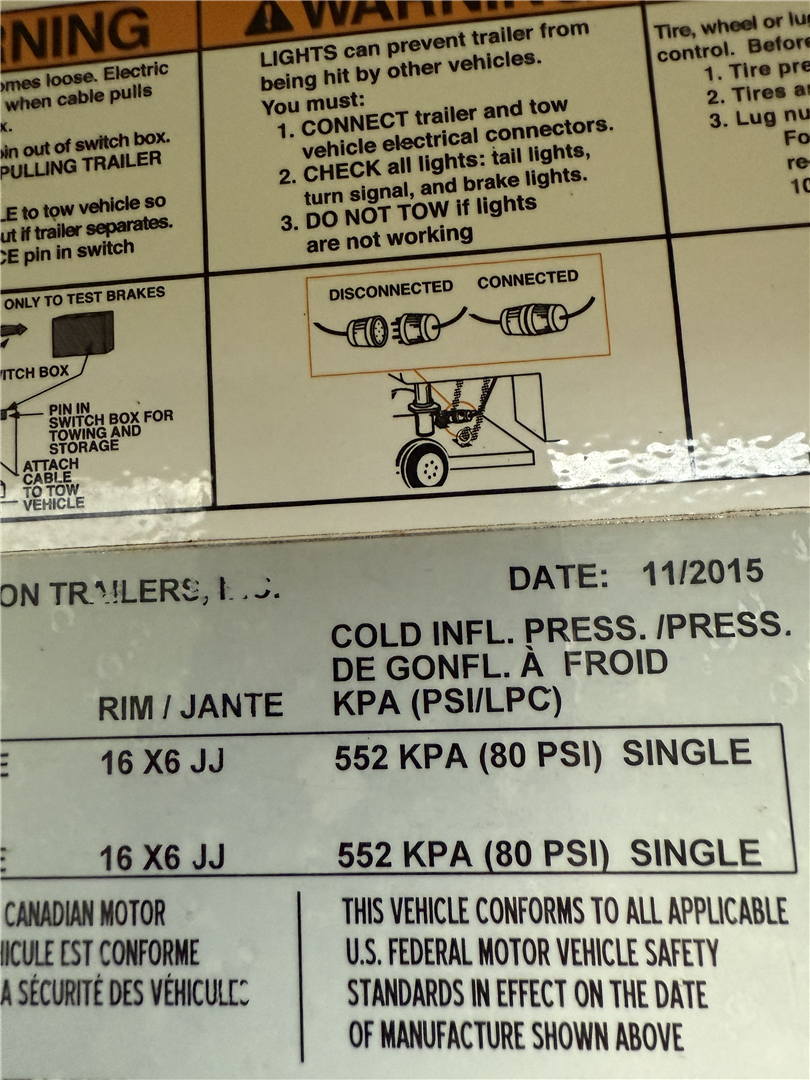 RNING
omes loose. Electric
when cable pulls
x.
pin out of switch box.
PULLING TRAILER
LE to tow vehicle so
ut if trailer separates.
CE pin in switch
WARNING
LIGHTS can prevent trailer from
being hit by other vehicles.
You must:
1. CONNECT trailer and tow
vehicle electrical connectors.
2. CHECK all lights: tail lights,
turn signal, and brake lights.
3. DO NOT TOW if lights
are not working
Tire, wheel or lu
control. Before
1. Tire pre
2. Tires a
3. Lug nu
Fo
re-
10
ONLY TO TEST BRAKES
ITCH BOX
PIN IN
SWITCH BOX FOR
TOWING AND
STORAGE
ATTACH
CABLE
TO TOW
VEHICLE
DISCONNECTED CONNECTED
ON TRAILERS, INC.
DATE: 11/2015
COLD INFL. PRESS. /PRESS.
DE GONFL. À FROID
RIM / JANTE KPA (PSI/LPC)
E 16 X6 JJ 552 KPA (80 PSI) SINGLE
E 16 X6 JJ 552 KPA (80 PSI) SINGLE
CANADIAN MOTOR
HICULE EST CONFORME
A SÉCURITÉ DES VÉHICULES
THIS VEHICLE CONFORMS TO ALL APPLICABLE
U.S. FEDERAL MOTOR VEHICLE SAFETY
STANDARDS IN EFFECT ON THE DATE
OF MANUFACTURE SHOWN ABOVE